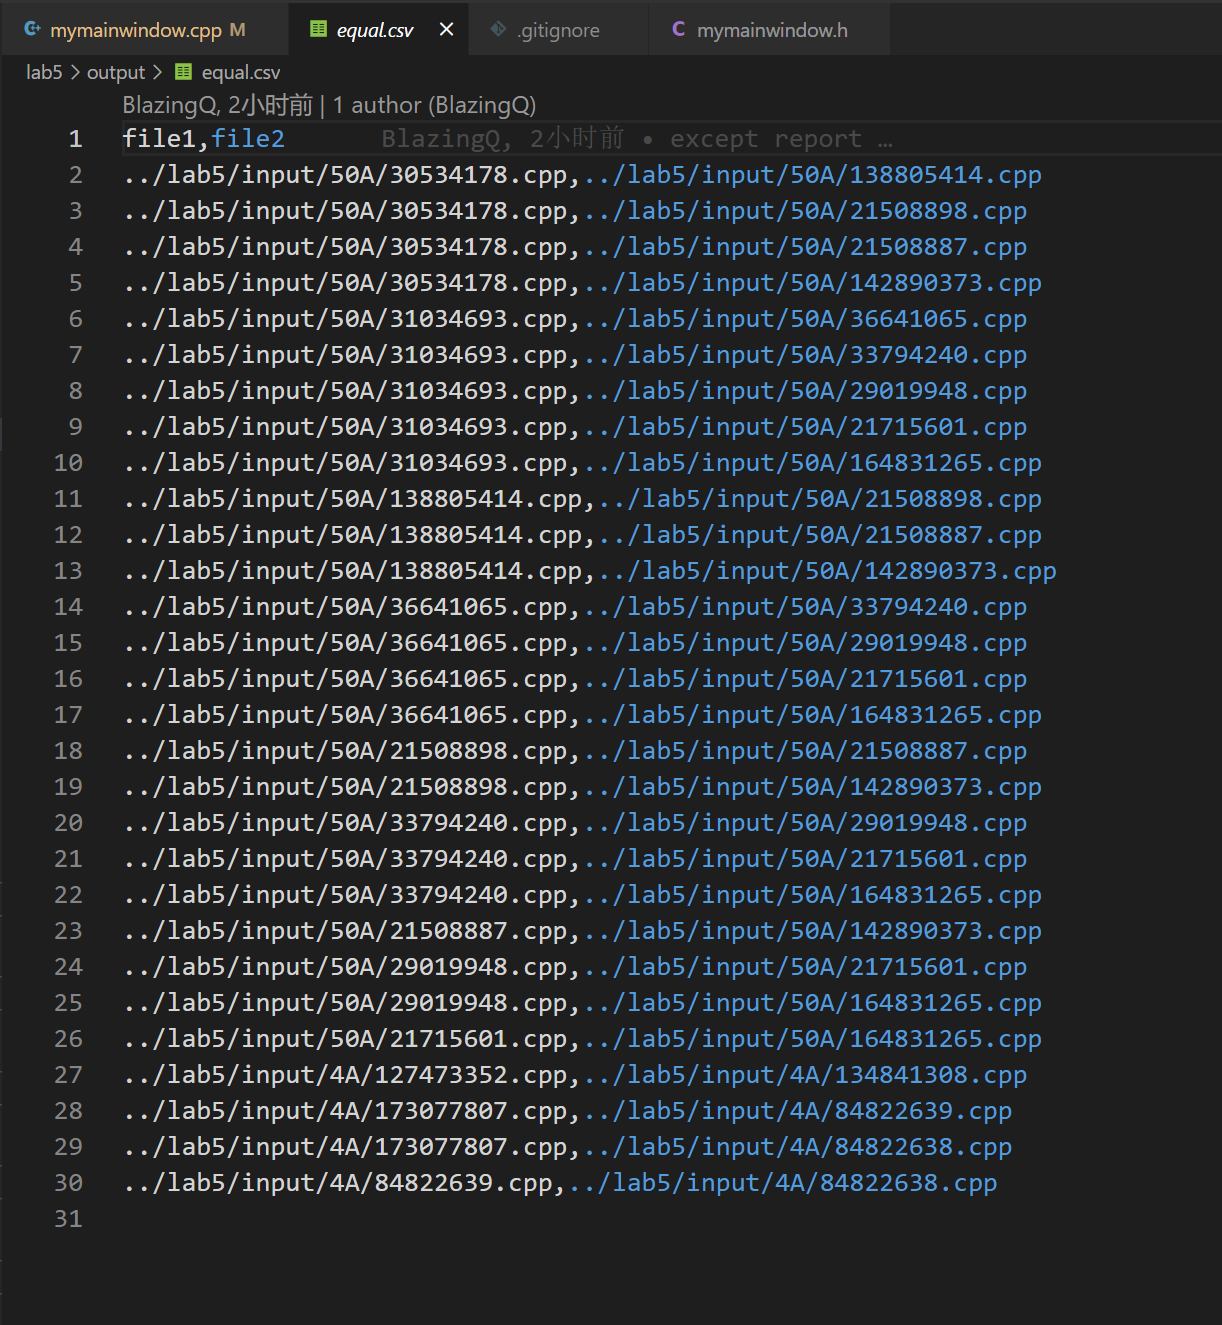 mymainwindow.cpp M equal.csv .gitignore C mymainwindow.h
lab5 > output > equal.csv
BlazingQ, 2小时前 | 1 author (BlazingQ)
1 file1,file2 BlazingQ, 2小时前 • except report …
2 ../lab5/input/50A/30534178.cpp,../lab5/input/50A/138805414.cpp
3 ../lab5/input/50A/30534178.cpp,../lab5/input/50A/21508898.cpp
4 ../lab5/input/50A/30534178.cpp,../lab5/input/50A/21508887.cpp
5 ../lab5/input/50A/30534178.cpp,../lab5/input/50A/142890373.cpp
6 ../lab5/input/50A/31034693.cpp,../lab5/input/50A/36641065.cpp
7 ../lab5/input/50A/31034693.cpp,../lab5/input/50A/33794240.cpp
8 ../lab5/input/50A/31034693.cpp,../lab5/input/50A/29019948.cpp
9 ../lab5/input/50A/31034693.cpp,../lab5/input/50A/21715601.cpp
10 ../lab5/input/50A/31034693.cpp,../lab5/input/50A/164831265.cpp
11 ../lab5/input/50A/138805414.cpp,../lab5/input/50A/21508898.cpp
12 ../lab5/input/50A/138805414.cpp,../lab5/input/50A/21508887.cpp
13 ../lab5/input/50A/138805414.cpp,../lab5/input/50A/142890373.cpp
14 ../lab5/input/50A/36641065.cpp,../lab5/input/50A/33794240.cpp
15 ../lab5/input/50A/36641065.cpp,../lab5/input/50A/29019948.cpp
16 ../lab5/input/50A/36641065.cpp,../lab5/input/50A/21715601.cpp
17 ../lab5/input/50A/36641065.cpp,../lab5/input/50A/164831265.cpp
18 ../lab5/input/50A/21508898.cpp,../lab5/input/50A/21508887.cpp
19 ../lab5/input/50A/21508898.cpp,../lab5/input/50A/142890373.cpp
20 ../lab5/input/50A/33794240.cpp,../lab5/input/50A/29019948.cpp
21 ../lab5/input/50A/33794240.cpp,../lab5/input/50A/21715601.cpp
22 ../lab5/input/50A/33794240.cpp,../lab5/input/50A/164831265.cpp
23 ../lab5/input/50A/21508887.cpp,../lab5/input/50A/142890373.cpp
24 ../lab5/input/50A/29019948.cpp,../lab5/input/50A/21715601.cpp
25 ../lab5/input/50A/29019948.cpp,../lab5/input/50A/164831265.cpp
26 ../lab5/input/50A/21715601.cpp,../lab5/input/50A/164831265.cpp
27 ../lab5/input/4A/127473352.cpp,../lab5/input/4A/134841308.cpp
28 ../lab5/input/4A/173077807.cpp,../lab5/input/4A/84822639.cpp
29 ../lab5/input/4A/173077807.cpp,../lab5/input/4A/84822638.cpp
30 ../lab5/input/4A/84822639.cpp,../lab5/input/4A/84822638.cpp
31